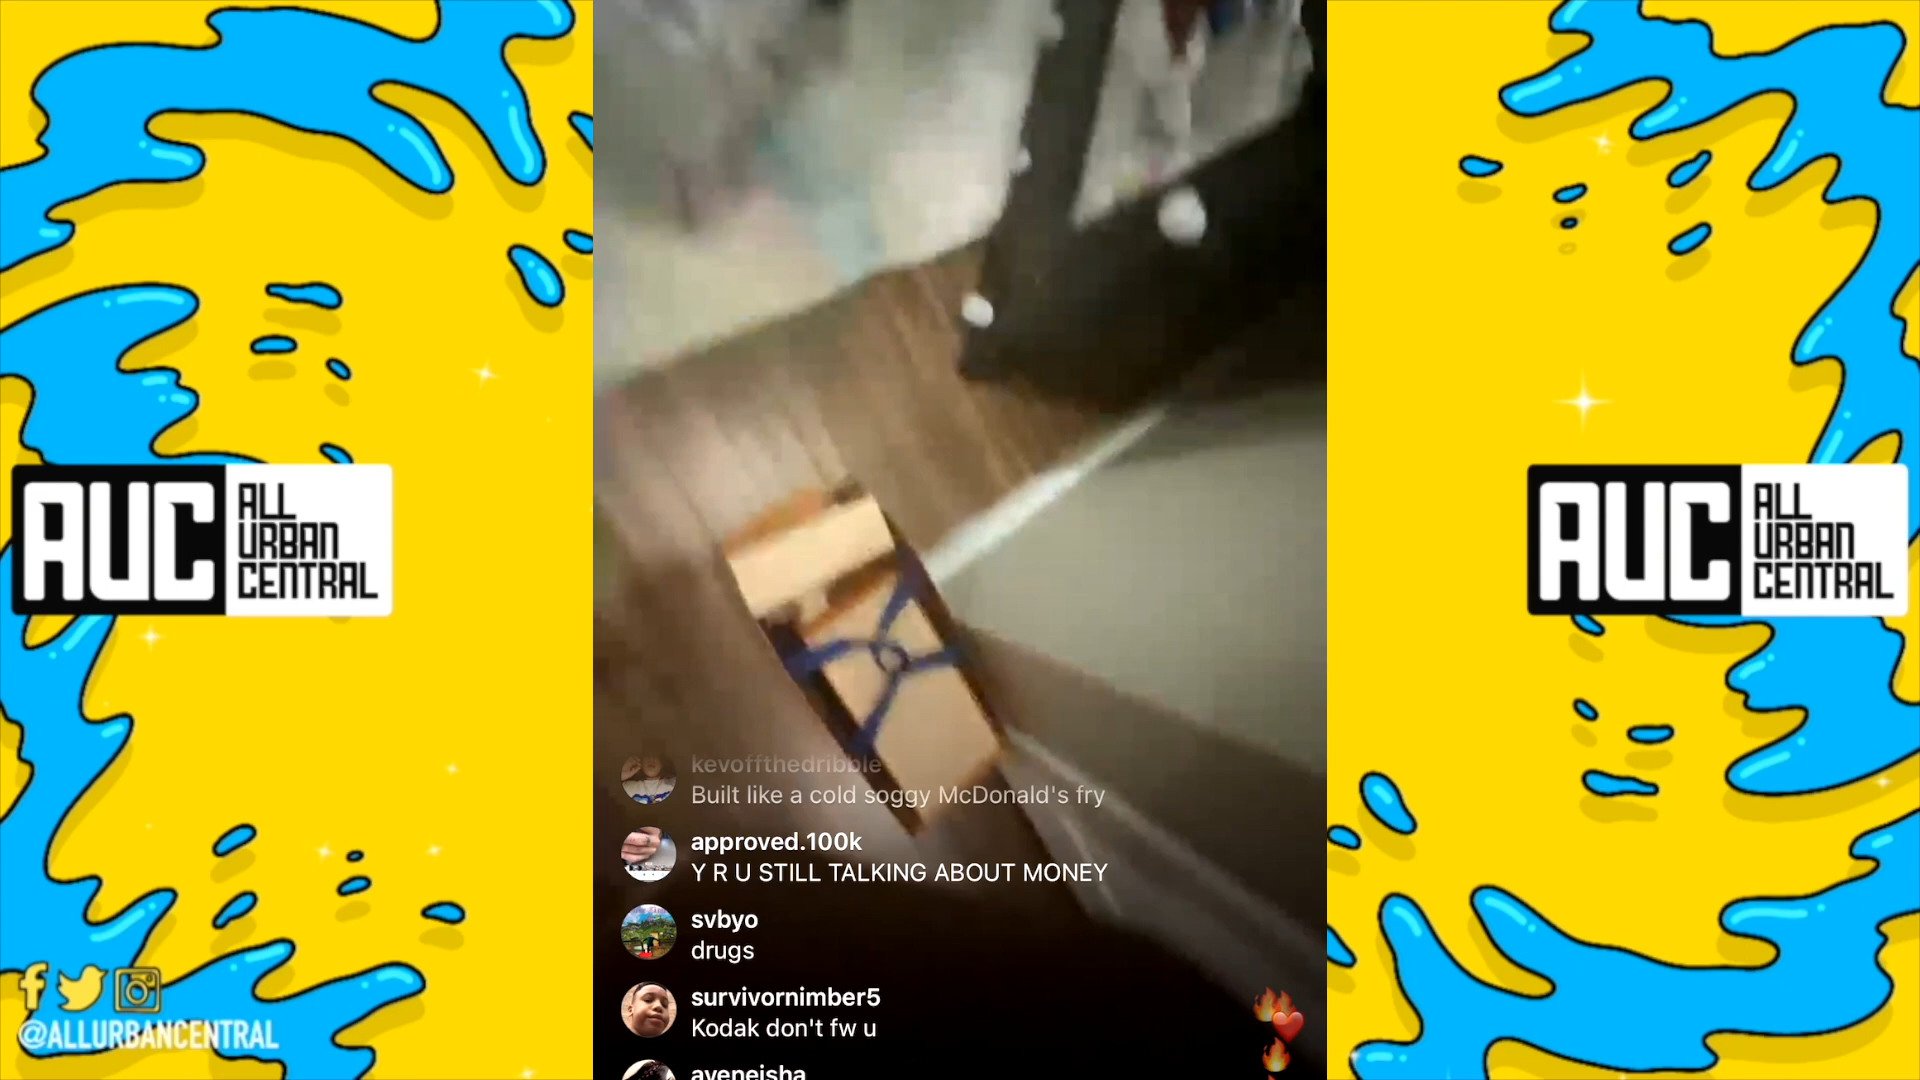 AUC
ALL
URBAN
CENTRAL
AUC
ALL
URBAN
CENTRAL
kevoffthedribble
Built like a cold soggy McDonald's fry
approved.100k
Y R U STILL TALKING ABOUT MONEY
svbyo
drugs
survivornimber5
Kodak don't fw u
aveneisha
@ALLURBANCENTRAL